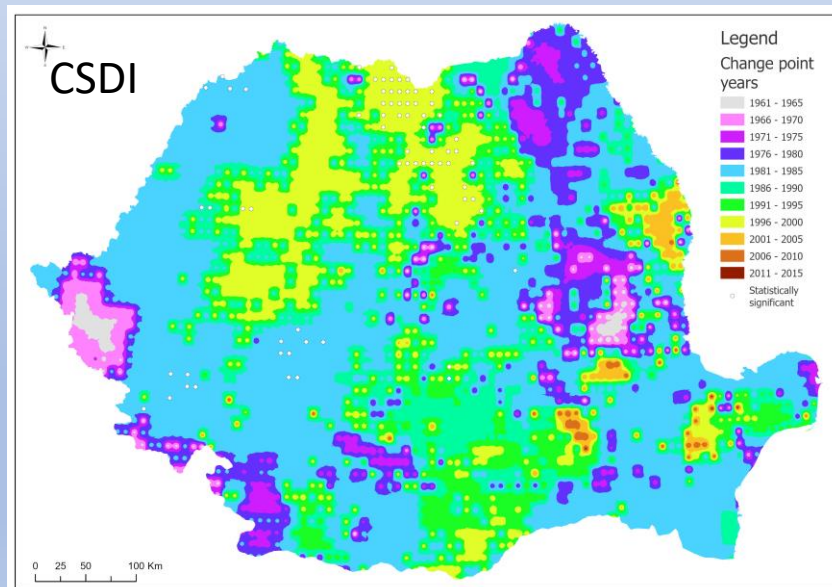 CSDI
Legend
Change point
years
1961 - 1965
1966 - 1970
1971 - 1975
1976 - 1980
1981 - 1985
1986 - 1990
1991 - 1995
1996 - 2000
2001 - 2005
2006 - 2010
2011 - 2015
Statistically
significant
0 25 50 100 Km